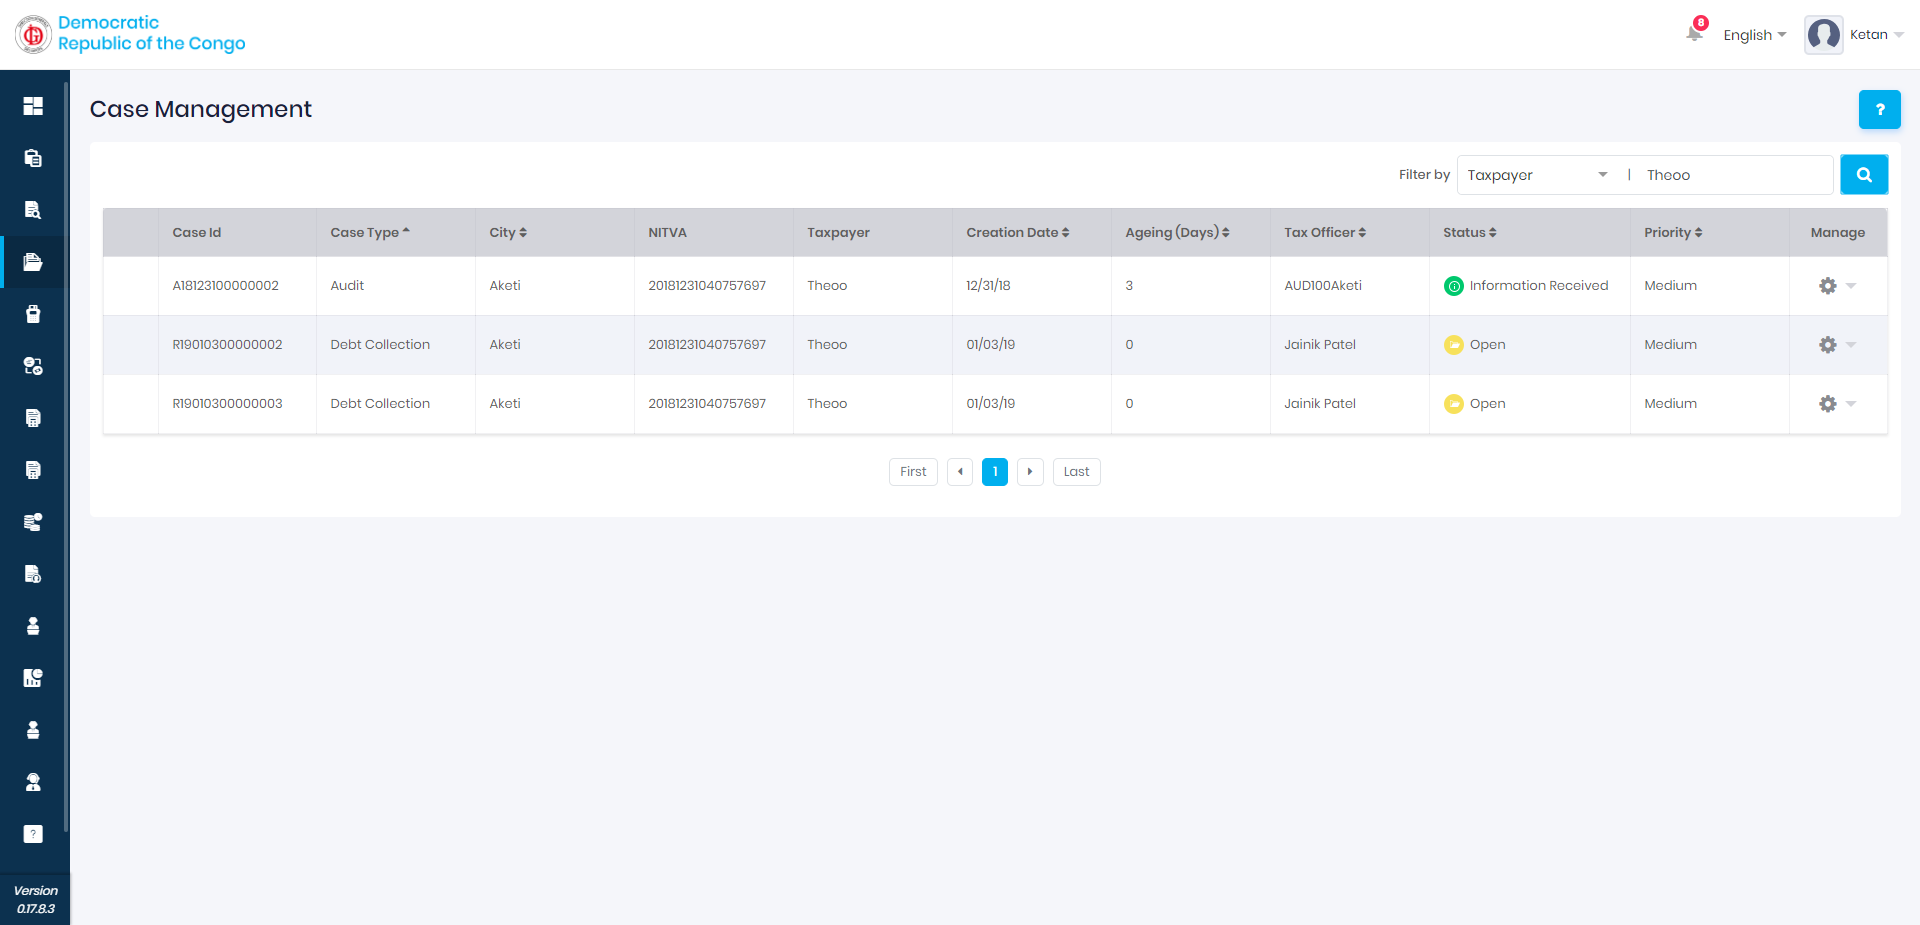 Democratic
Republic of the Congo
8
English
Ketan
Case Management
?
Filter by
Taxpayer
|
Theoo
Case Id Case Type City NITVA Taxpayer Creation Date Ageing (Days) Tax Officer Status Priority Manage
A18123100000002 Audit Aketi 20181231040757697 Theoo 12/31/18 3 AUD100Aketi Information Received Medium
R19010300000002 Debt Collection Aketi 20181231040757697 Theoo 01/03/19 0 Jainik Patel Open Medium
R19010300000003 Debt Collection Aketi 20181231040757697 Theoo 01/03/19 0 Jainik Patel Open Medium
First 1 Last
?
Version
0.17.8.3